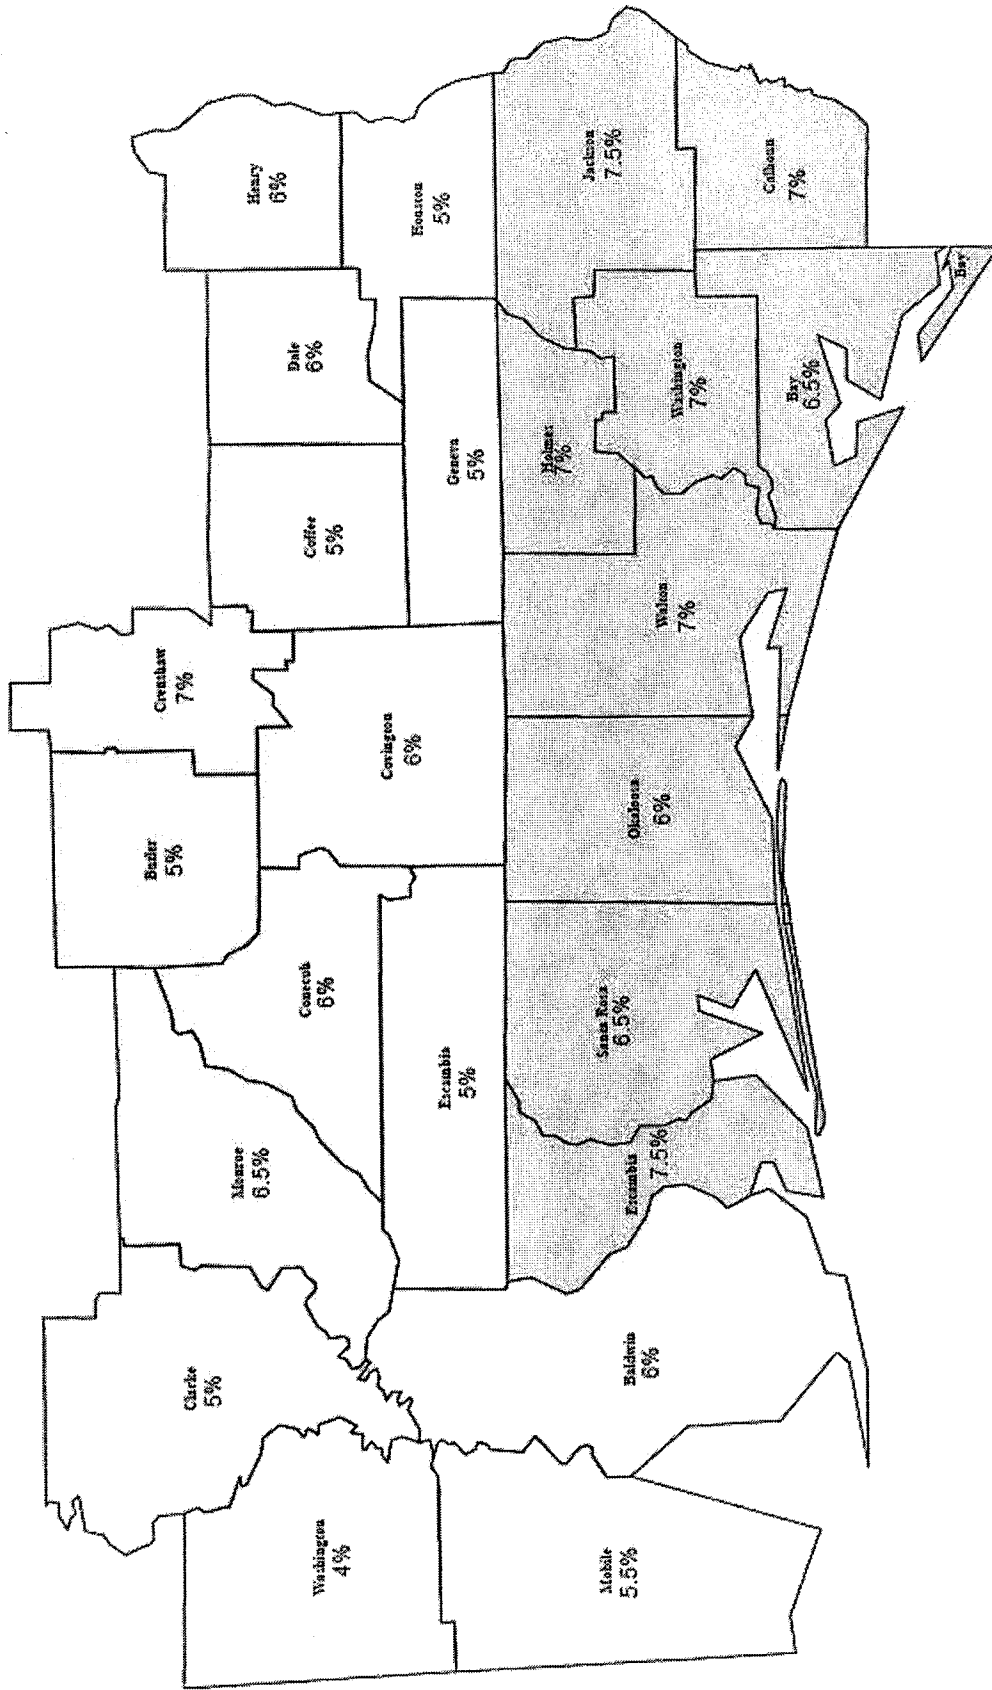 Henry
6%
Houston
5%
Jackson
7.5%
Calhoun
7%
Dale
6%
Coffee
5%
Geneva
5%
Holmes
7%
Washington
7%
Bay
6.5%
Bay
Crenshaw
7%
Butler
5%
Covington
6%
Walton
7%
Okaloosa
6%
Conecuh
6%
Escambia
5%
Santa Rosa
6.5%
Monroe
6.5%
Escambia
7.5%
Clarke
5%
Baldwin
6%
Washington
4%
Mobile
5.5%